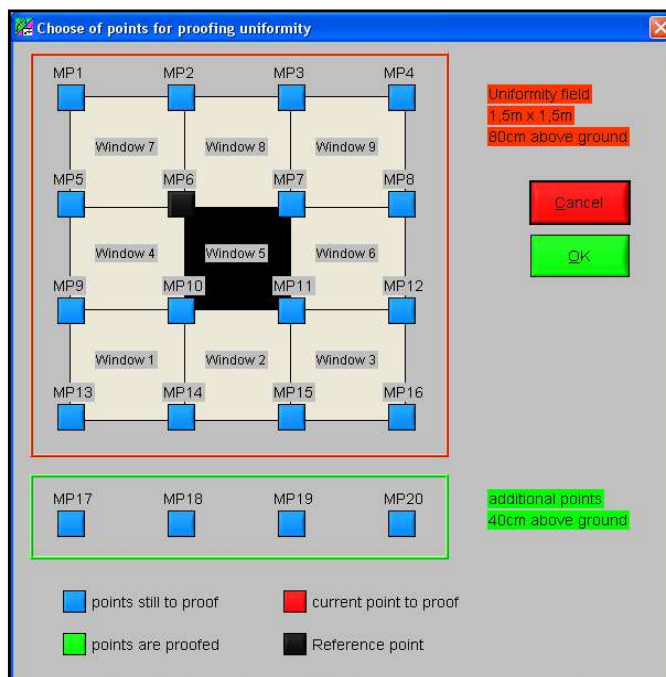 Choose of points for proofing uniformity
MP1 MP2 MP3 MP4
Uniformity field
1,5m x 1,5m
80cm above ground
Window 7 Window 8 Window 9
MP5 MP6 MP7 MP8
Cancel
Window 4 Window 5 Window 6
OK
MP9 MP10 MP11 MP12
Window 1 Window 2 Window 3
MP13 MP14 MP15 MP16
MP17 MP18 MP19 MP20
additional points
40cm above ground
points still to proof current point to proof
points are proofed Reference point